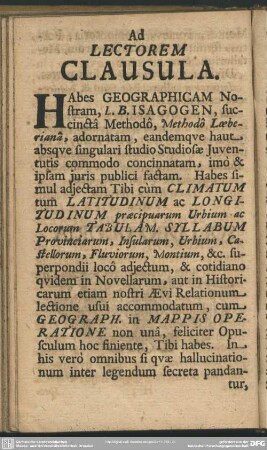 Ad
LECTOREM
CLAUSULA.
HAbes GEOGRAPHICAM No-
stram, L. B. ISAGOGEN, suc-
cinctâ Methodô, Methodô Lœbe-
rianâ, adornatam, eandemqve haut
absqve singulari studio Studiosæ Juven-
tutis commodo concinnatam, imò &
ipsam juris publici factam. Habes si-
mul adjectam Tibi cùm CLIMATUM
tum LATITUDINUM ac LONGI-
TUDINUM præcipuarum Urbium ac
Locorum TABULAM, SYLLABUM
Provinciarum, Insularum, Urbium, Ca-
stellorum, Fluviorum, Montium, &c. su-
perpondii locô adjectum, & cotidiano
qvidem in Novellarum, aut in Histori-
carum etiam nostri Ævi Relationum
lectione usui accommodatum, cum
GEOGRAPH. in MAPPIS OPE-
RATIONE non unâ, feliciter Opu-
sculum hoc finiente, Tibi habes. In
his verò omnibus si qvæ hallucinatio-
num inter legendum secreta pandan-
tur,